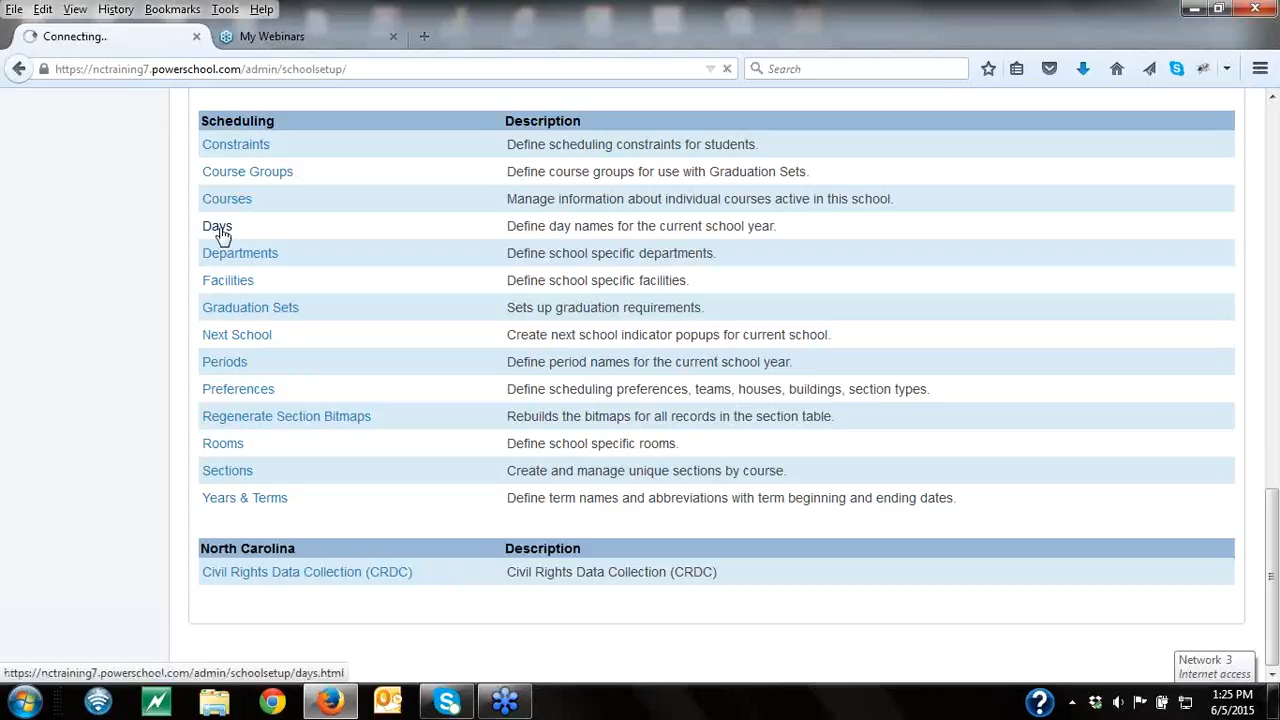 File Edit View History Bookmarks Tools Help
Connecting... My Webinars
https://nctraining7.powerschool.com/admin/schoolsetup/ Search
Scheduling Description
Constraints Define scheduling constraints for students.
Course Groups Define course groups for use with Graduation Sets.
Courses Manage information about individual courses active in this school.
Days Define day names for the current school year.
Departments Define school specific departments.
Facilities Define school specific facilities.
Graduation Sets Sets up graduation requirements.
Next School Create next school indicator popups for current school.
Periods Define period names for the current school year.
Preferences Define scheduling preferences, teams, houses, buildings, section types.
Regenerate Section Bitmaps Rebuilds the bitmaps for all records in the section table.
Rooms Define school specific rooms.
Sections Create and manage unique sections by course.
Years & Terms Define term names and abbreviations with term beginning and ending dates.
North Carolina Description
Civil Rights Data Collection (CRDC) Civil Rights Data Collection (CRDC)
https://nctraining7.powerschool.com/admin/schoolsetup/days.html
Network 3
Internet access
1:25 PM
6/5/2015